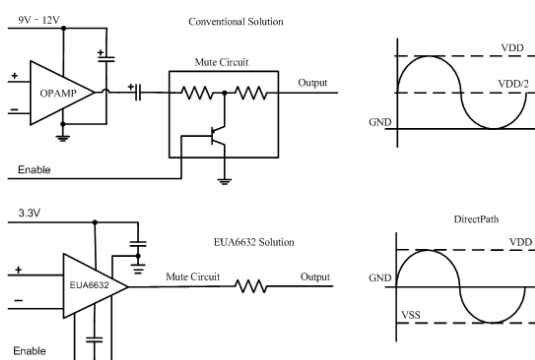 Conventional Solution
9V - 12V
Mute Circuit
+
+
+
OPAMP
−
Output
Enable
VDD
VDD/2
GND
3.3V
EUA6632 Solution
DirectPath
+
EUA6632
−
Mute Circuit
Output
Enable
VDD
GND
VSS